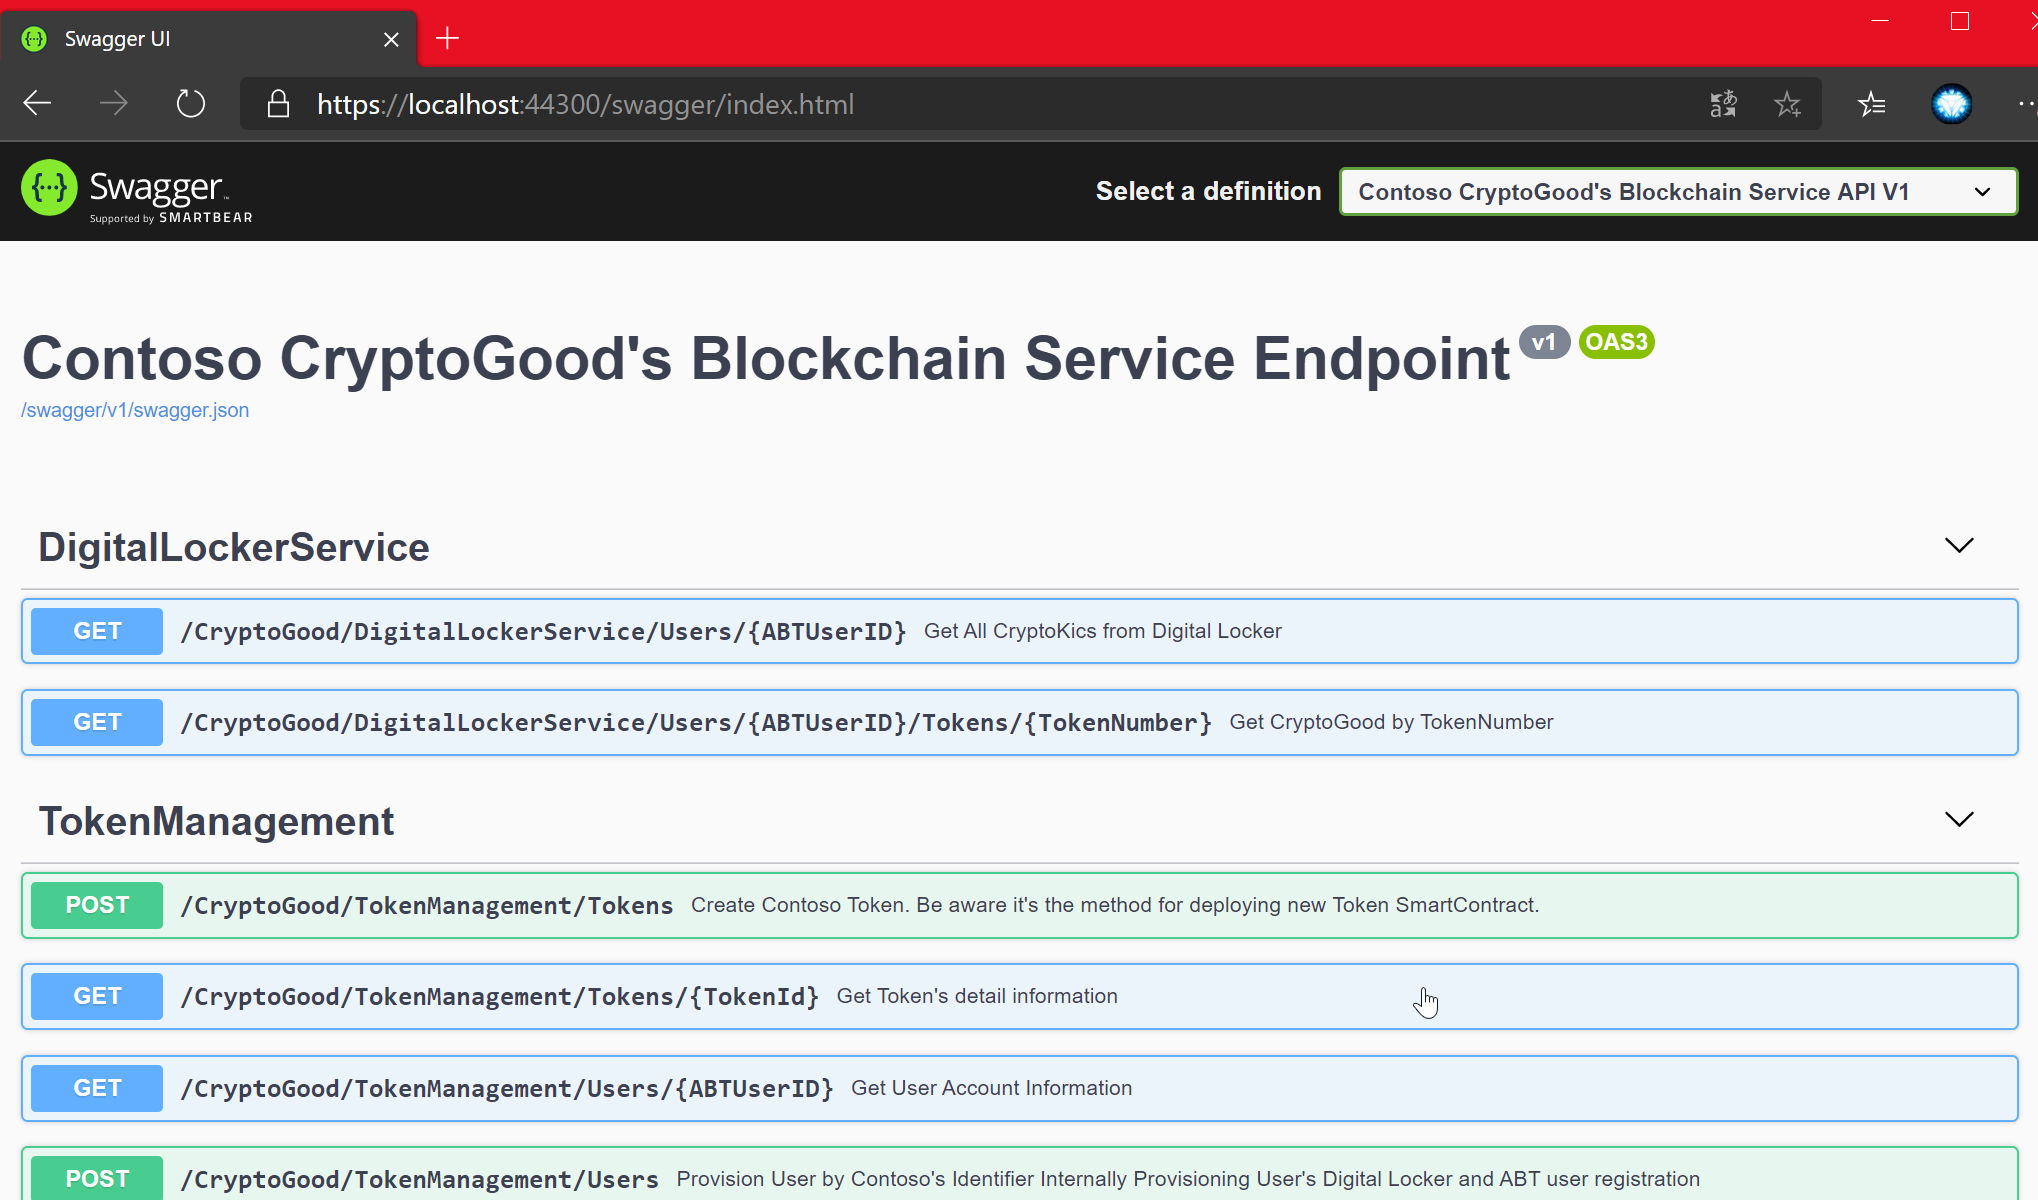 Swagger UI
https://localhost:44300/swagger/index.html
Swagger™
Supported by SMARTBEAR
Select a definition
Contoso CryptoGood's Blockchain Service API V1
Contoso CryptoGood's Blockchain Service Endpoint v1 OAS3
/swagger/v1/swagger.json
DigitalLockerService
GET /CryptoGood/DigitalLockerService/Users/{ABTUserID} Get All CryptoKics from Digital Locker
GET /CryptoGood/DigitalLockerService/Users/{ABTUserID}/Tokens/{TokenNumber} Get CryptoGood by TokenNumber
TokenManagement
POST /CryptoGood/TokenManagement/Tokens Create Contoso Token. Be aware it's the method for deploying new Token SmartContract.
GET /CryptoGood/TokenManagement/Tokens/{TokenId} Get Token's detail information
GET /CryptoGood/TokenManagement/Users/{ABTUserID} Get User Account Information
POST /CryptoGood/TokenManagement/Users Provision User by Contoso's Identifier Internally Provisioning User's Digital Locker and ABT user registration